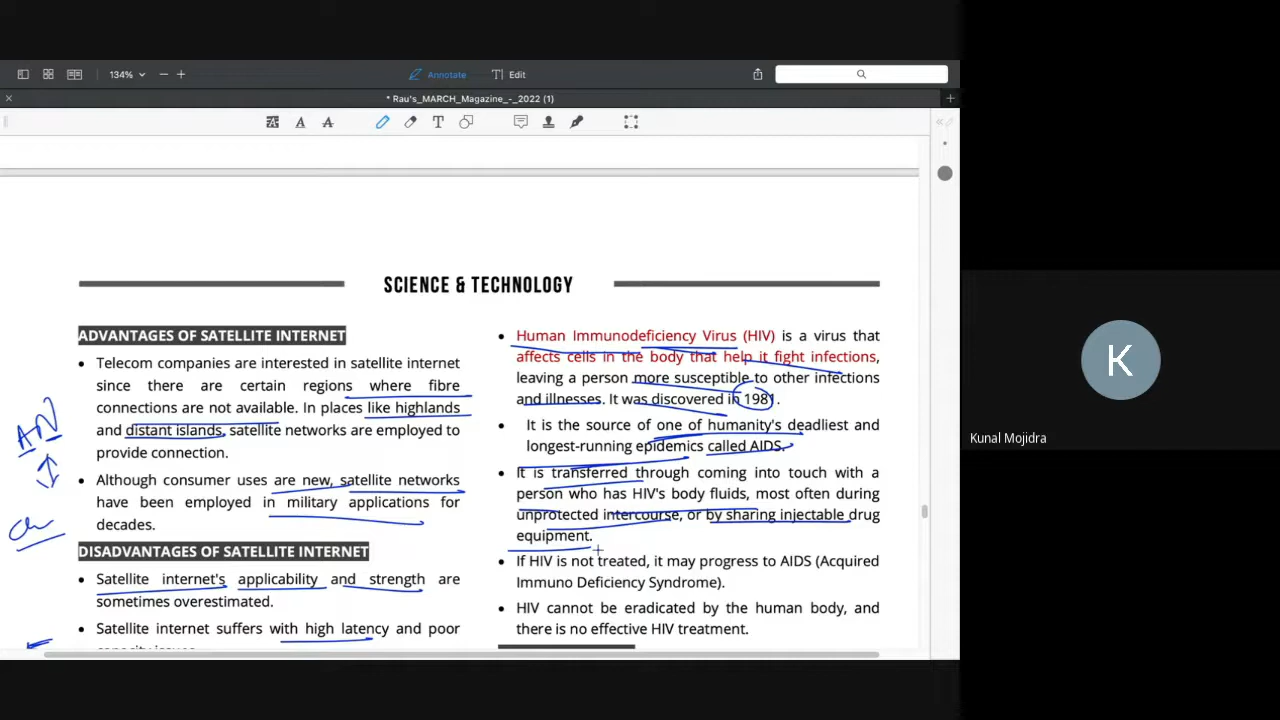 134%
Annotate
Edit
* Rau's_MARCH_Magazine_-_2022 (1)
SCIENCE & TECHNOLOGY
ADVANTAGES OF SATELLITE INTERNET
• Telecom companies are interested in satellite internet
since there are certain regions where fibre
connections are not available. In places like highlands
and distant islands, satellite networks are employed to
provide connection.
• Although consumer uses are new, satellite networks
have been employed in military applications for
decades.
DISADVANTAGES OF SATELLITE INTERNET
• Satellite internet's applicability and strength are
sometimes overestimated.
• Satellite internet suffers with high latency and poor
capacity issues.
AN
• Human Immunodeficiency Virus (HIV) is a virus that
affects cells in the body that help it fight infections,
leaving a person more susceptible to other infections
and illnesses. It was discovered in 1981.
• It is the source of one of humanity's deadliest and
longest-running epidemics called AIDS.
• It is transferred through coming into touch with a
person who has HIV's body fluids, most often during
unprotected intercourse, or by sharing injectable drug
equipment.
• If HIV is not treated, it may progress to AIDS (Acquired
Immuno Deficiency Syndrome).
• HIV cannot be eradicated by the human body, and
there is no effective HIV treatment.
K
Kunal Mojidra